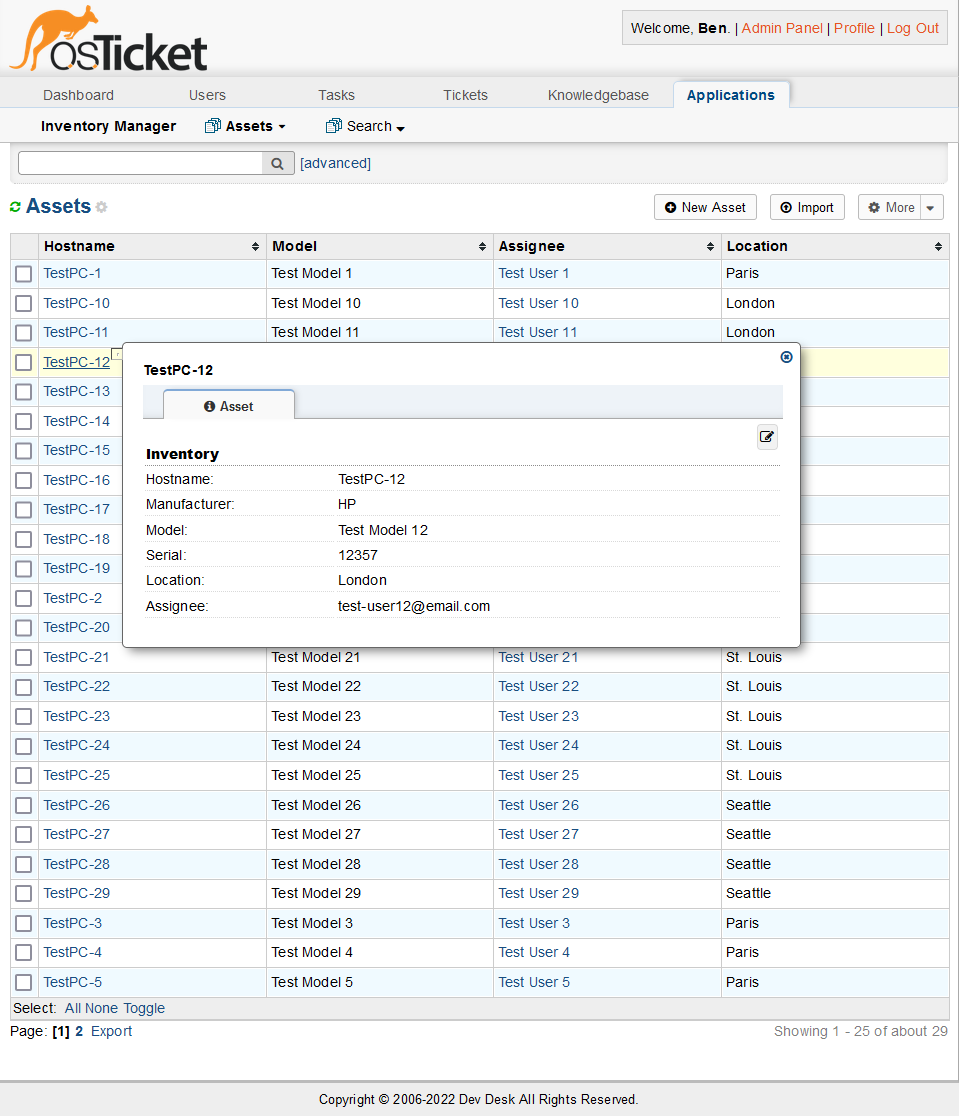 osTicket
Welcome, Ben. | Admin Panel | Profile | Log Out
Dashboard Users Tasks Tickets Knowledgebase Applications
Inventory Manager Assets Search
[advanced]
Assets New Asset Import More
Hostname Model Assignee Location
TestPC-1 Test Model 1 Test User 1 Paris
TestPC-10 Test Model 10 Test User 10 London
TestPC-11 Test Model 11 Test User 11 London
TestPC-12
TestPC-13
TestPC-14
TestPC-15
TestPC-16
TestPC-17
TestPC-18
TestPC-19
TestPC-2
TestPC-20
TestPC-12
Asset
Inventory
Hostname: TestPC-12
Manufacturer: HP
Model: Test Model 12
Serial: 12357
Location: London
Assignee: test-user12@email.com
TestPC-21 Test Model 21 Test User 21 St. Louis
TestPC-22 Test Model 22 Test User 22 St. Louis
TestPC-23 Test Model 23 Test User 23 St. Louis
TestPC-24 Test Model 24 Test User 24 St. Louis
TestPC-25 Test Model 25 Test User 25 St. Louis
TestPC-26 Test Model 26 Test User 26 Seattle
TestPC-27 Test Model 27 Test User 27 Seattle
TestPC-28 Test Model 28 Test User 28 Seattle
TestPC-29 Test Model 29 Test User 29 Seattle
TestPC-3 Test Model 3 Test User 3 Paris
TestPC-4 Test Model 4 Test User 4 Paris
TestPC-5 Test Model 5 Test User 5 Paris
Select: All None Toggle
Page: [1] 2 Export Showing 1 - 25 of about 29
Copyright © 2006-2022 Dev Desk All Rights Reserved.